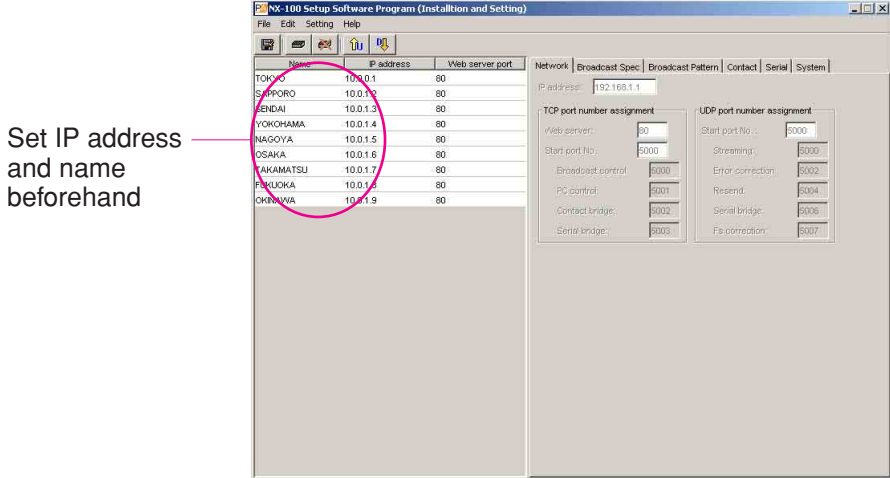 NX-100 Setup Software Program (Installtion and Setting)
File Edit Setting Help
Name IP address Web server port
TOKYO 10.0.0.1 80
SAPPORO 10.0.1.2 80
SENDAI 10.0.1.3 80
YOKOHAMA 10.0.1.4 80
NAGOYA 10.0.1.5 80
OSAKA 10.0.1.6 80
TAKAMATSU 10.0.1.7 80
FUKUOKA 10.0.1.8 80
OKINAWA 10.0.1.9 80
Set IP address
and name
beforehand
Network Broadcast Spec Broadcast Pattern Contact Serial System
IP address: 192.168.1.1
TCP port number assignment
Web server: 80
Start port No.: 5000
Broadcast control: 5000
PC control: 5001
Contact bridge: 5002
Serial bridge: 5003
UDP port number assignment
Start port No.: 5000
Streaming: 5000
Error correction: 5002
Resend: 5004
Serial bridge: 5006
Fs correction: 5007